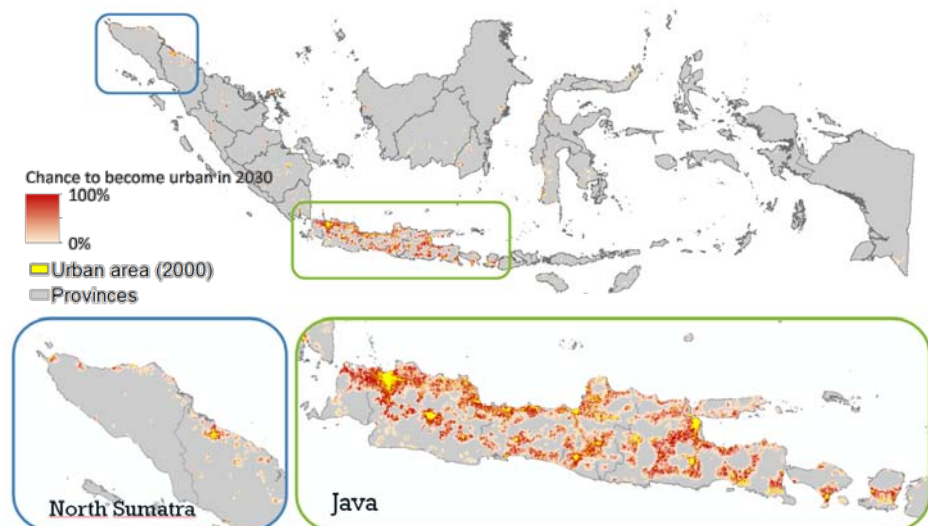 Chance to become urban in 2030
100%
0%
Urban area (2000)
Provinces
North Sumatra
Java